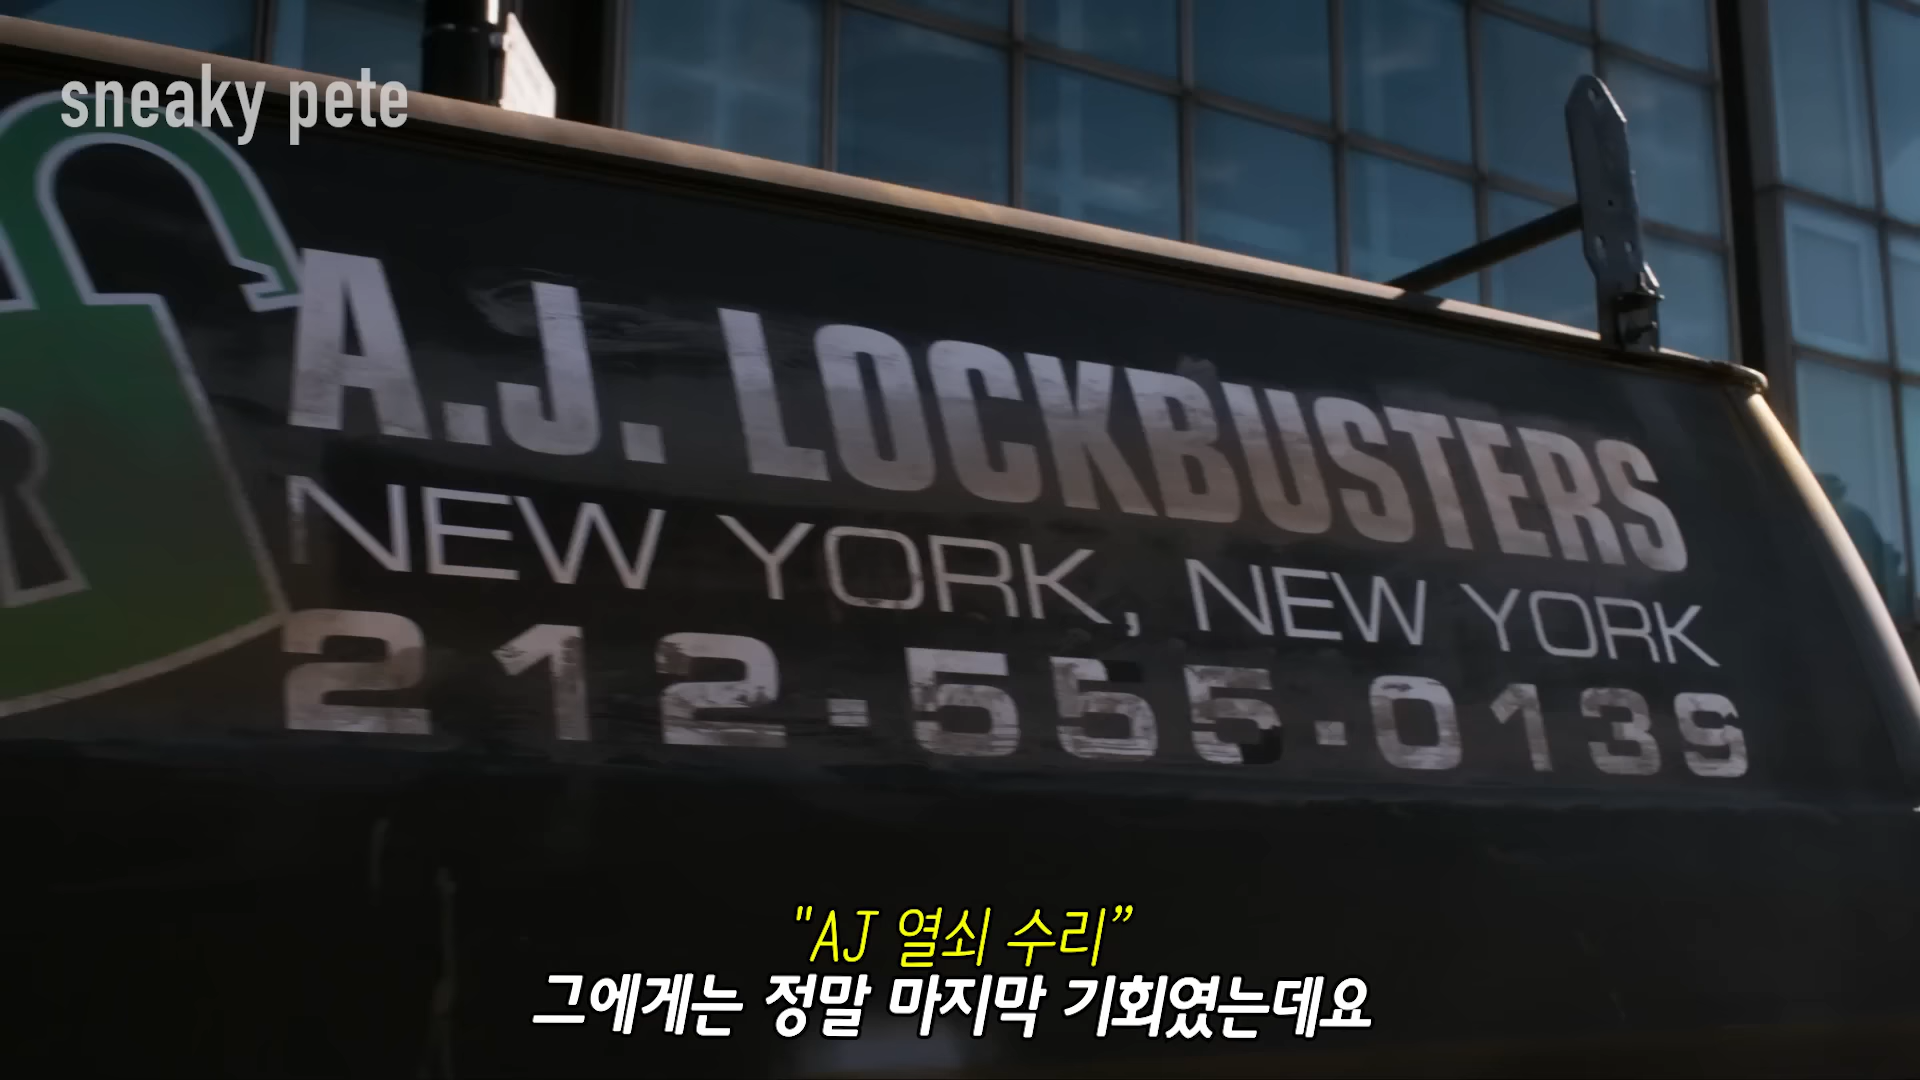 sneaky pete
A.J. LOCKBUSTERS
NEW YORK, NEW YORK
212-555-0139
"AJ 열쇠 수리”
그에게는 정말 마지막 기회였는데요